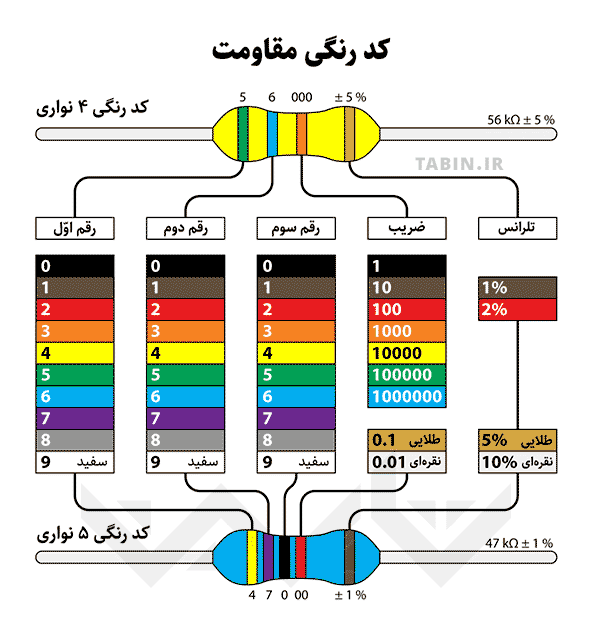 کد رنگی مقاومت
5 6 000 ± 5 %
کد رنگی ۴ نواری
56 kΩ ± 5 %
TABIN.IR
رقم اوّل رقم دوم رقم سوم ضریب تلرانس
0 0 0 1
1 1 1 10 1%
2 2 2 100 2%
3 3 3 1000
4 4 4 10000
5 5 5 100000
6 6 6 1000000
7 7 7
8 8 8 0.1 طلایی 5% طلایی
9 سفید 9 سفید 9 سفید 0.01 نقره‌ای 10% نقره‌ای
کد رنگی ۵ نواری
47 kΩ ± 1 %
4 7 0 00 ± 1 %